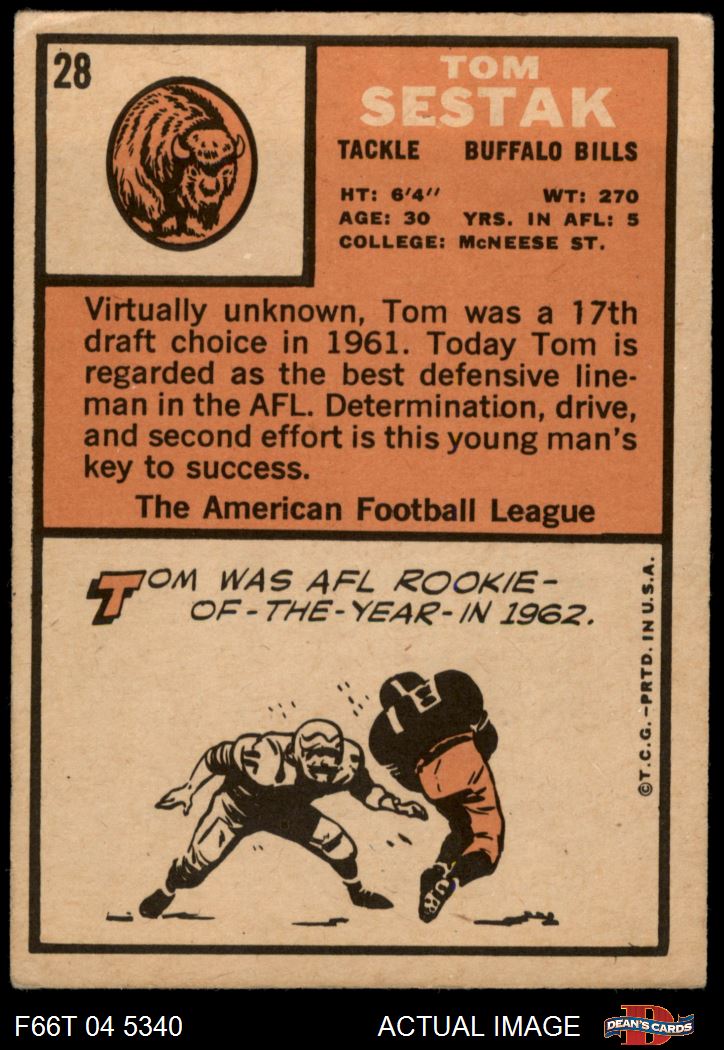 28
TOM
SESTAK
TACKLE BUFFALO BILLS
HT: 6'4" WT: 270
AGE: 30 YRS. IN AFL: 5
COLLEGE: McNEESE ST.
Virtually unknown, Tom was a 17th
draft choice in 1961. Today Tom is
regarded as the best defensive line-
man in the AFL. Determination, drive,
and second effort is this young man's
key to success.
The American Football League
TOM WAS AFL ROOKIE-
OF-THE-YEAR-IN 1962.
©T.C.G.-PRTD. IN U.S.A.
F66T 04 5340 ACTUAL IMAGE DEAN'S CARDS